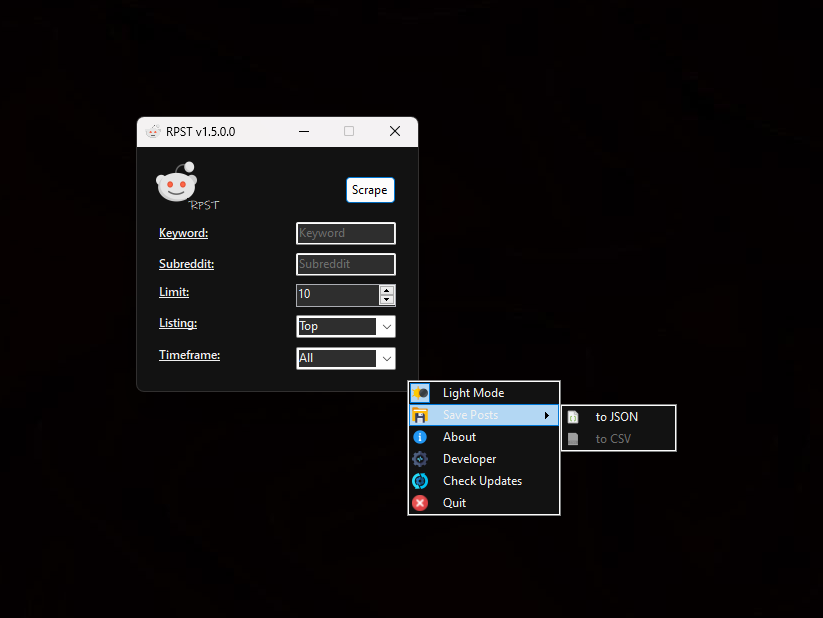 RPST v1.5.0.0
RPST
Scrape
Keyword: Keyword
Subreddit: Subreddit
Limit: 10
Listing: Top
Timeframe: All
Light Mode
Save Posts
to JSON
to CSV
About
Developer
Check Updates
Quit